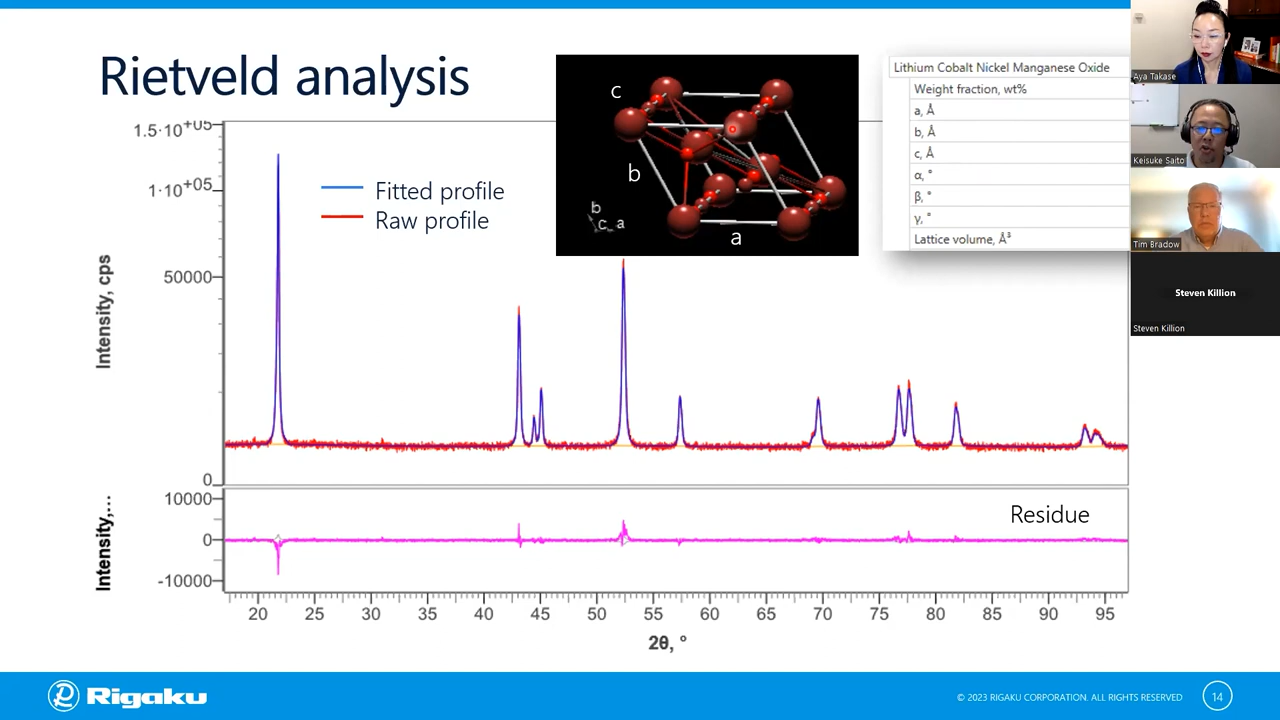 Rietveld analysis
1.5·10+05
1·10+05
50000
0
Intensity, cps
Fitted profile
Raw profile
c
b
a
b
c a
Lithium Cobalt Nickel Manganese Oxide
Weight fraction, wt%
a, Å
b, Å
c, Å
α, °
β, °
γ, °
Lattice volume, Å³
Aya Takase
Keisuke Saito
Tim Bradow
Steven Killion
Steven Killion
10000
0
-10000
Intensity,...
Residue
20 25 30 35 40 45 50 55 60 65 70 75 80 85 90 95
2θ, °
Rigaku
© 2023 RIGAKU CORPORATION. ALL RIGHTS RESERVED
14